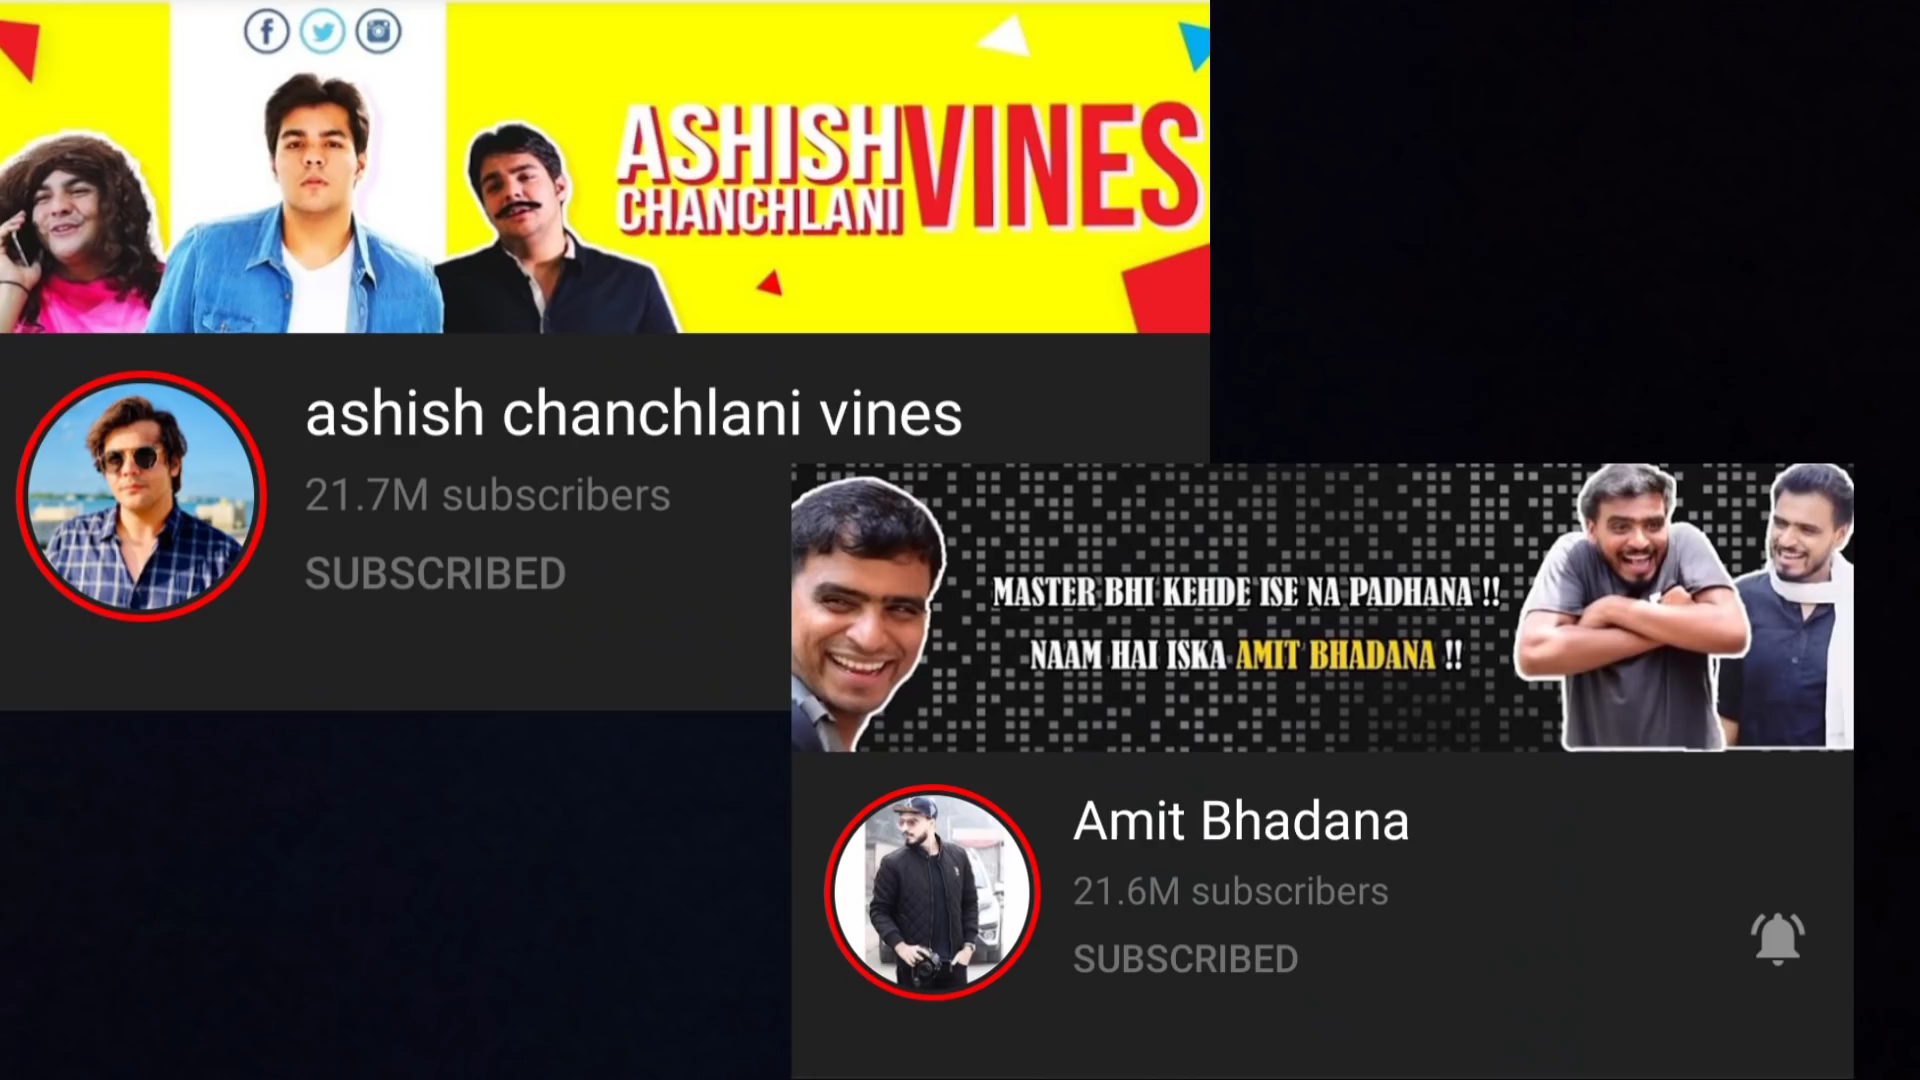 ASHISH
CHANCHLANI
VINES
ashish chanchlani vines
21.7M subscribers
SUBSCRIBED
MASTER BHI KEHDE ISE NA PADHANA !!
NAAM HAI ISKA AMIT BHADANA !!
Amit Bhadana
21.6M subscribers
SUBSCRIBED